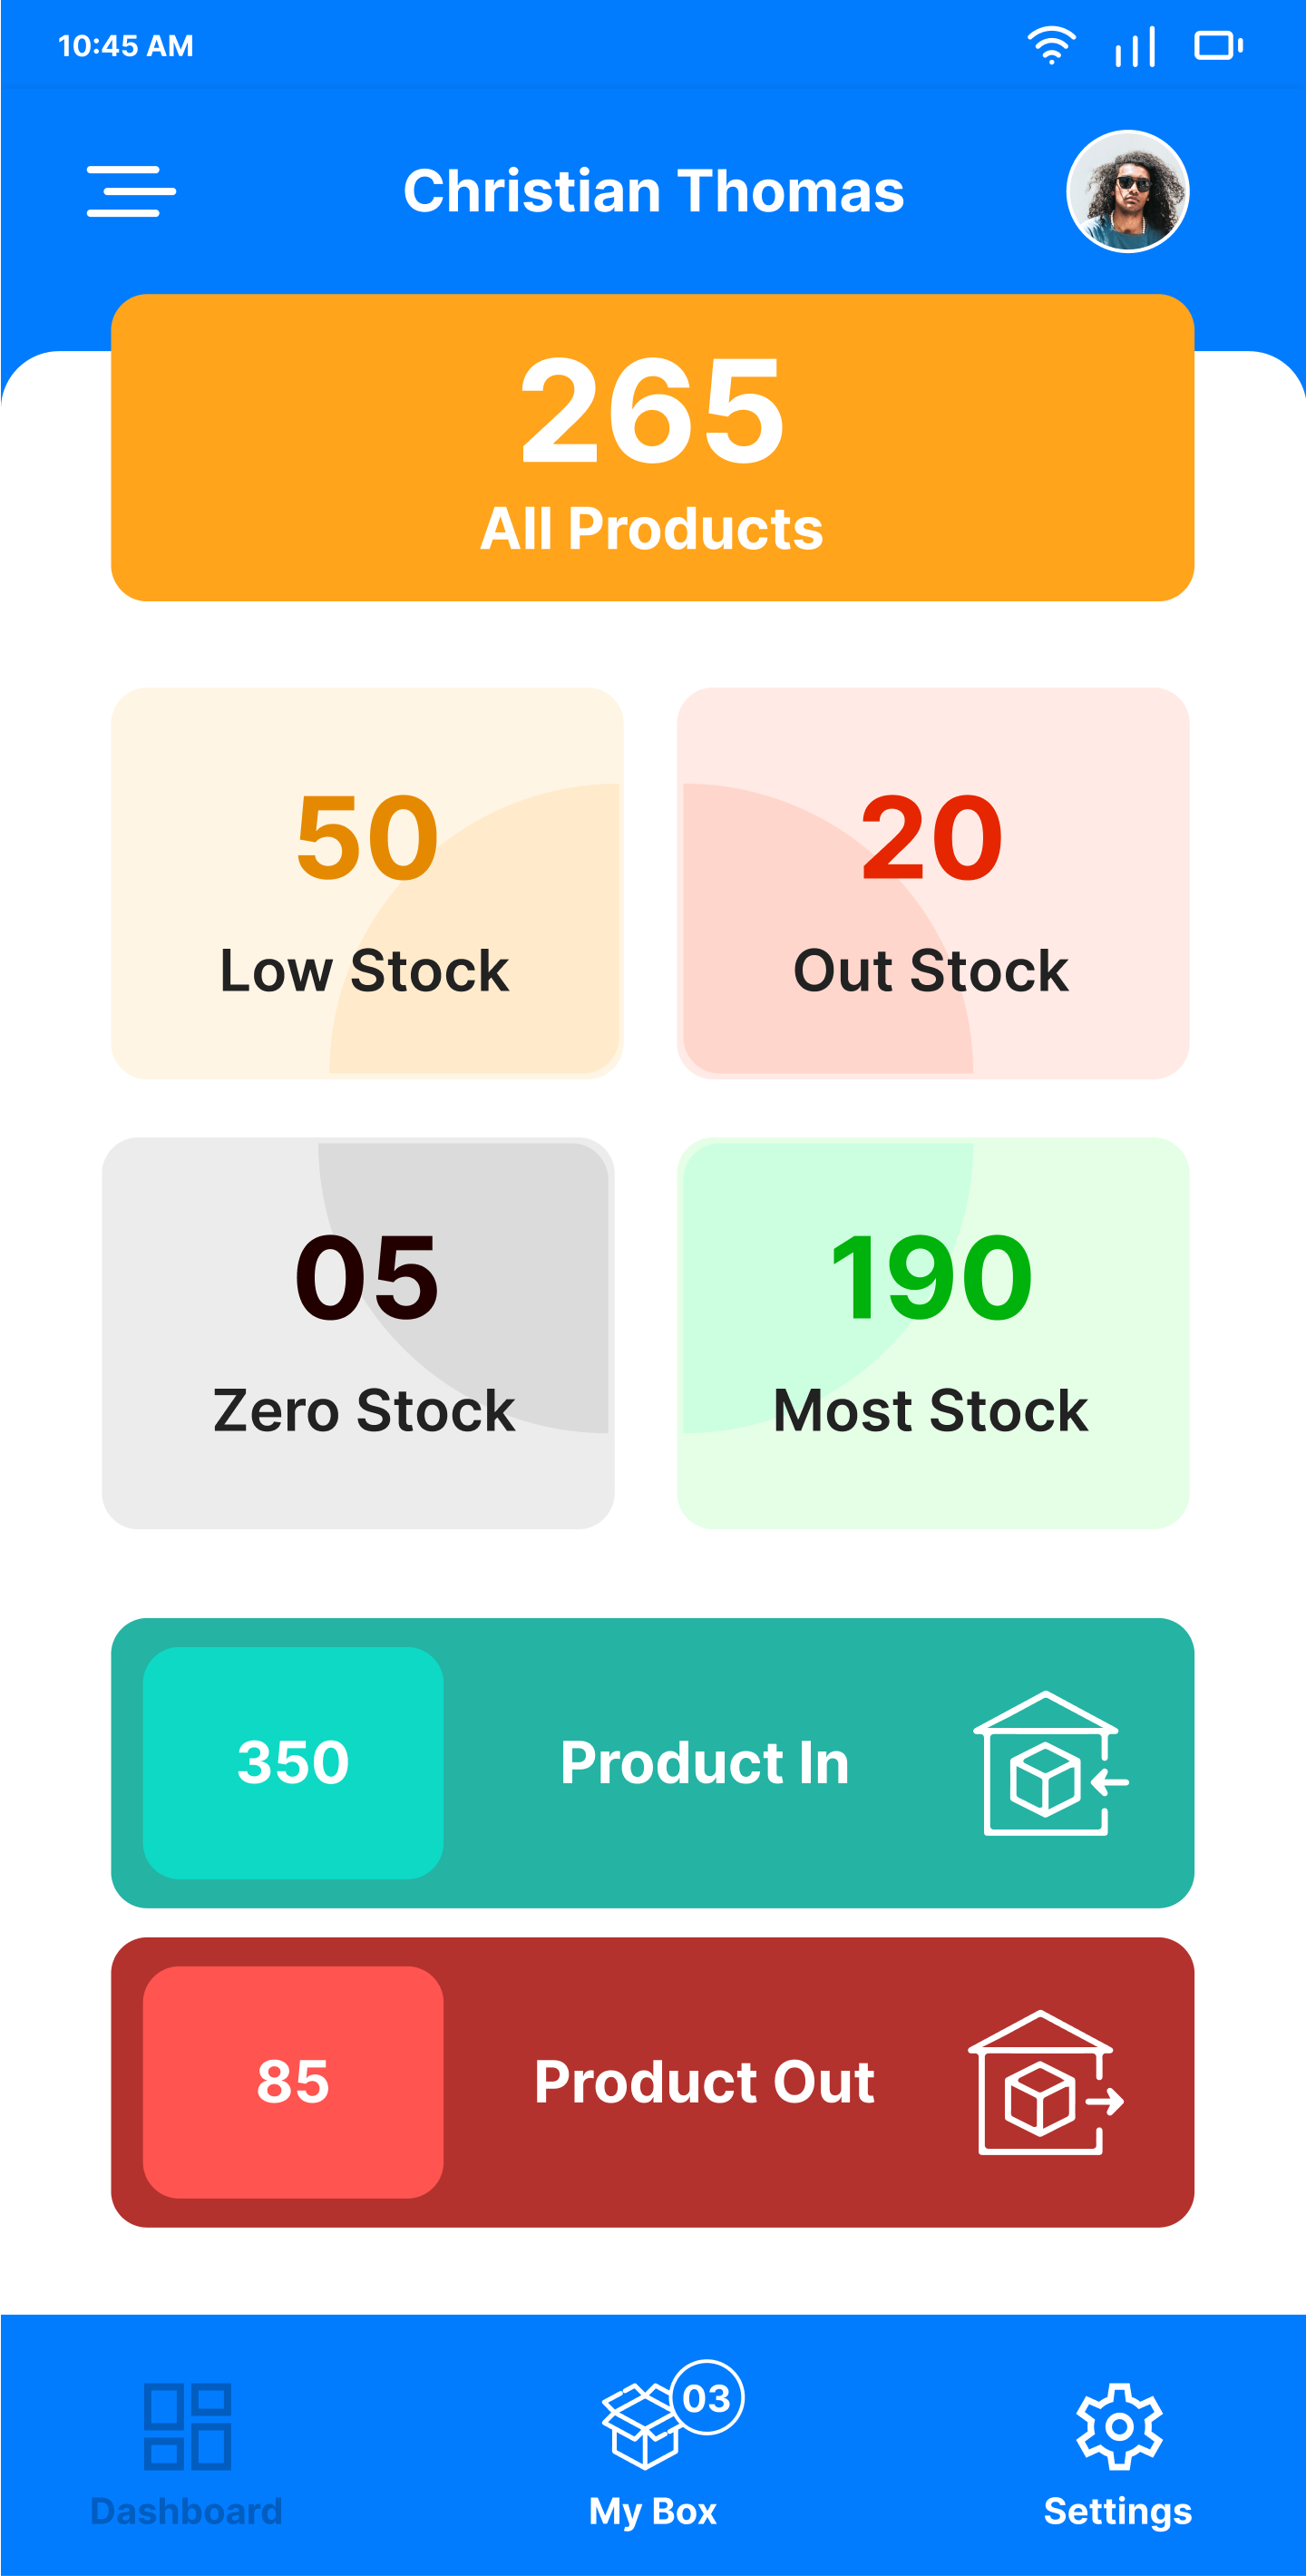 10:45 AM
Christian Thomas
265
All Products
50
Low Stock
20
Out Stock
05
Zero Stock
190
Most Stock
350
Product In
85
Product Out
03
Dashboard
My Box
Settings